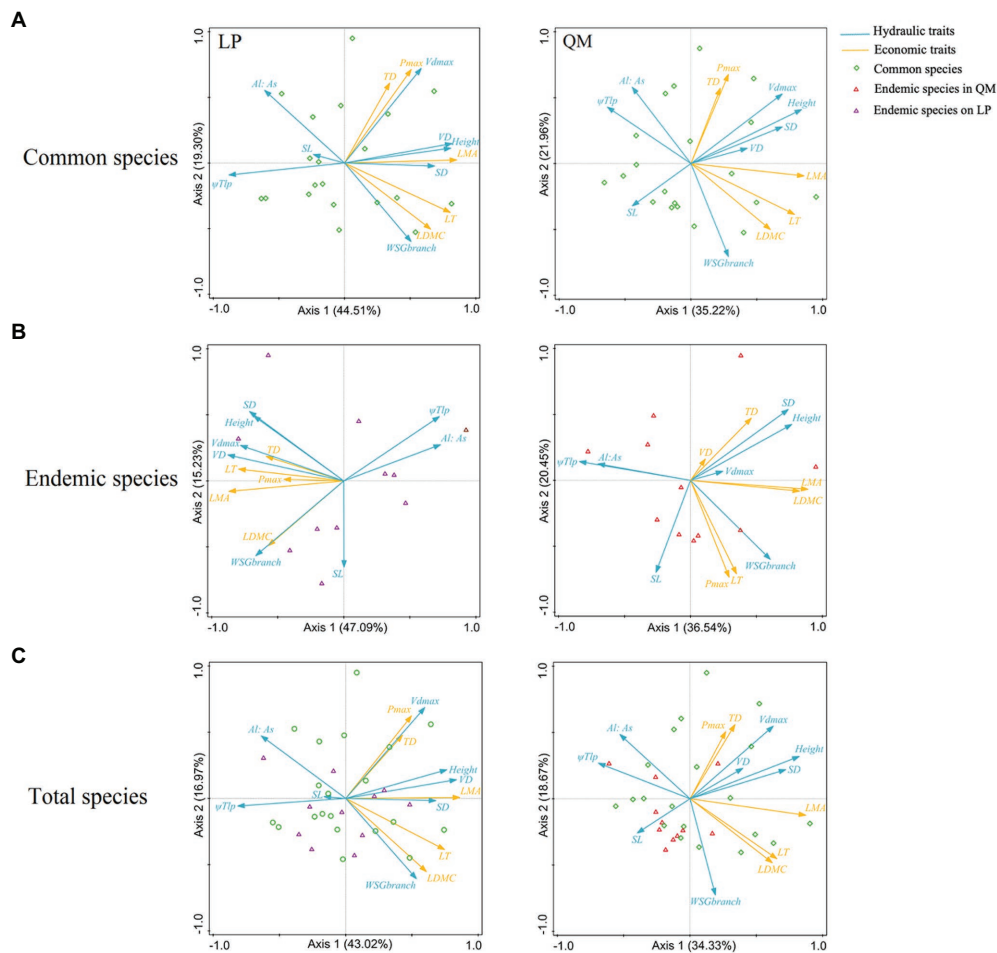 A
LP
QM
Hydraulic traits
Economic traits
Common species
Endemic species in QM
Endemic species on LP
Common species
1.0
Axis 2 (19.30%)
-1.0
-1.0
Axis 1 (44.51%)
1.0
Al: As
TD
Pmax
Vdmax
VD
Height
LMA
SL
SD
ψTlp
LT
LDMC
WSGbranch
1.0
Axis 2 (21.96%)
-1.0
-1.0
Axis 1 (35.22%)
1.0
Al: As
ψTlp
Pmax
TD
Vdmax
Height
SD
VD
LMA
SL
LT
LDMC
WSGbranch
B
Endemic species
1.0
Axis 2 (15.23%)
-1.0
-1.0
Axis 1 (47.09%)
1.0
SD
Height
ψTlp
Vdmax
Al: As
VD
TD
LT
Pmax
LMA
LDMC
WSGbranch
SL
1.0
Axis 2 (20.45%)
-1.0
-1.0
Axis 1 (36.54%)
1.0
SD
TD
Height
ψTlp
Al:As
VD
Vdmax
LMA
LDMC
SL
Pmax
LT
WSGbranch
C
Total species
1.0
Axis 2 (16.97%)
-1.0
-1.0
Axis 1 (43.02%)
1.0
Vdmax
Pmax
Al: As
TD
Height
VD
SL
LMA
ψTlp
SD
LT
LDMC
WSGbranch
1.0
Axis 2 (18.67%)
-1.0
-1.0
Axis 1 (34.33%)
1.0
Al: As
Pmax
TD
Vdmax
ψTlp
VD
Height
SD
LMA
SL
LT
LDMC
WSGbranch